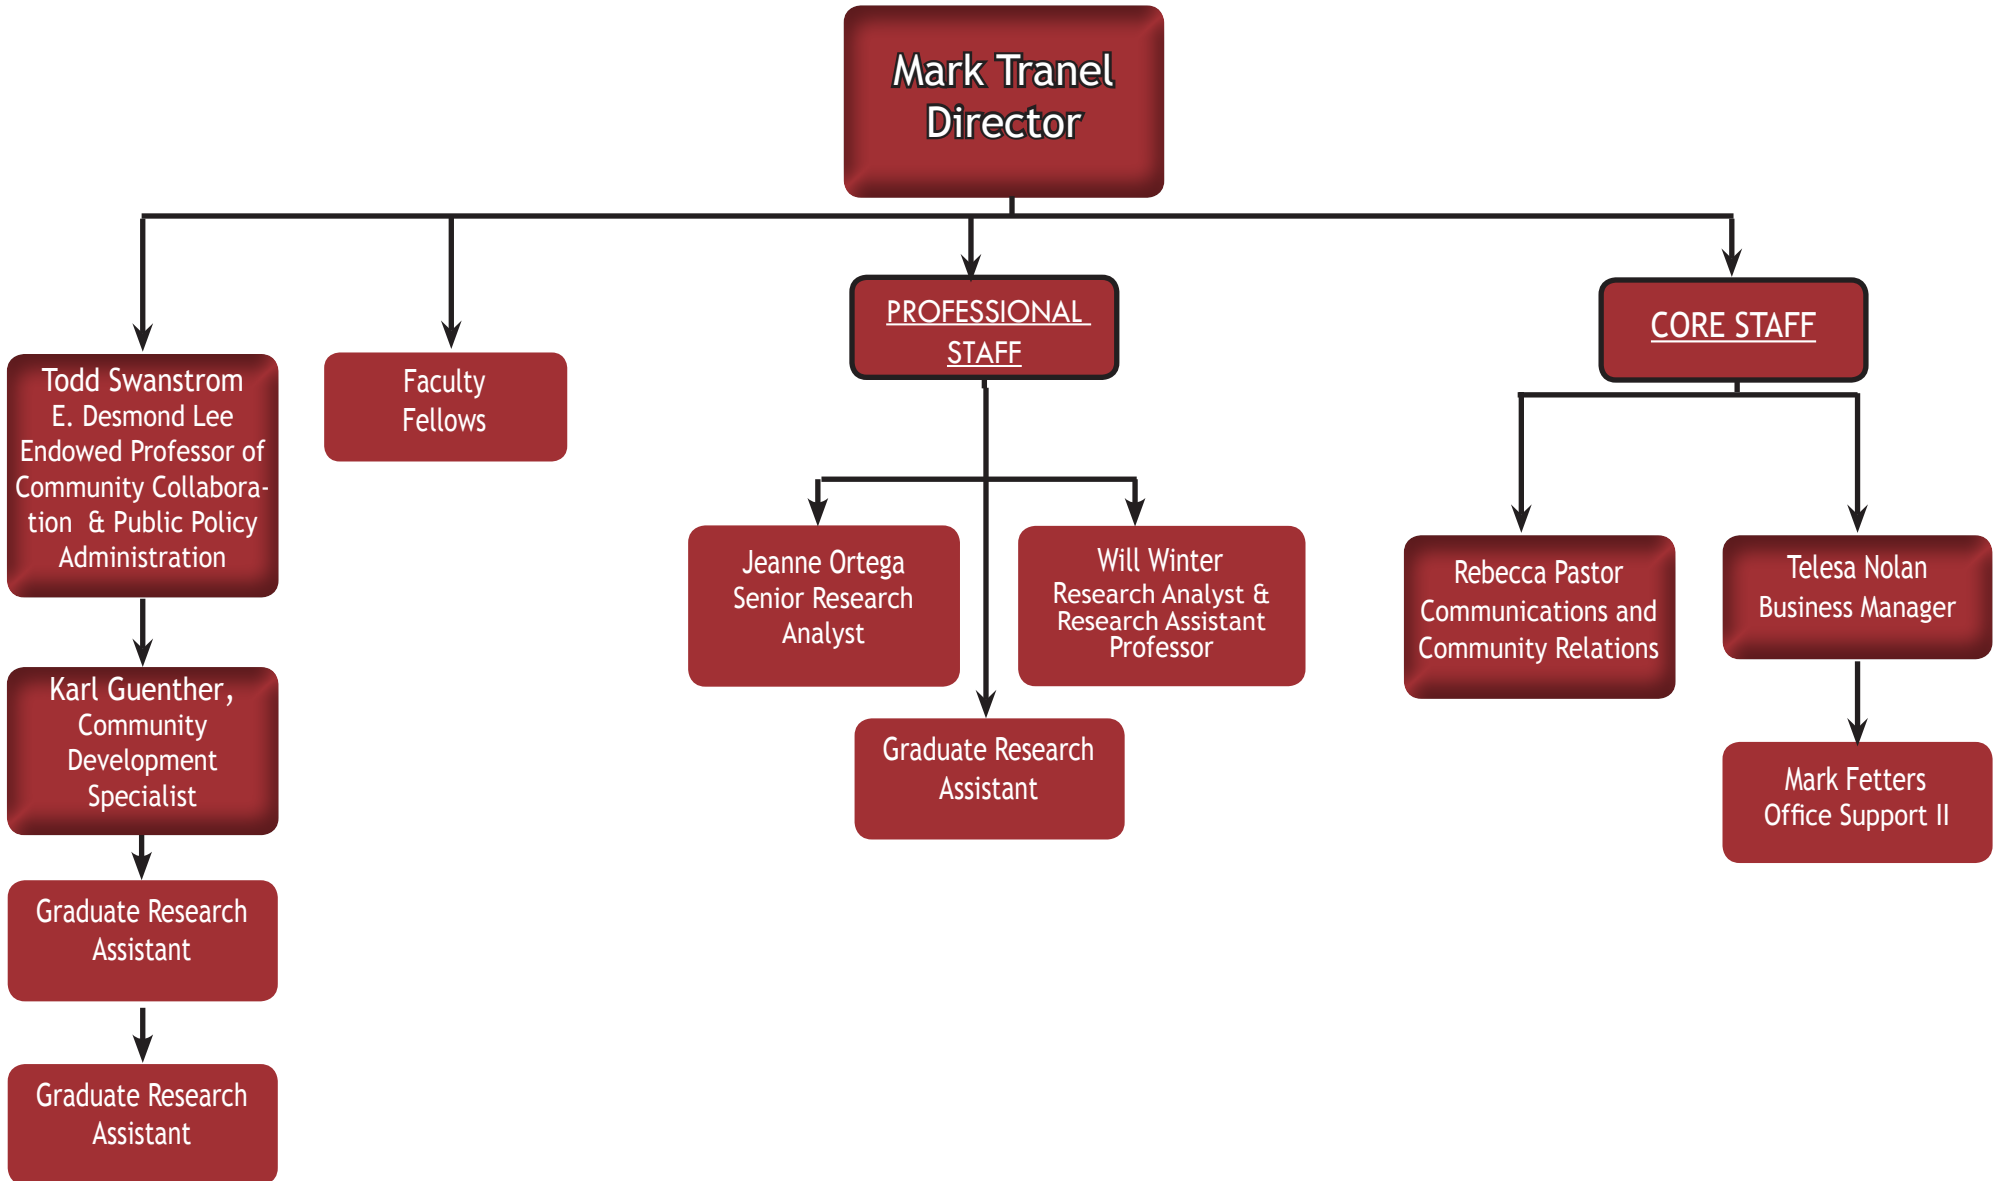 Mark Tranel
Director
Todd Swanstrom
E. Desmond Lee
Endowed Professor of
Community Collabora-
tion & Public Policy
Administration
Faculty
Fellows
PROFESSIONAL
STAFF
CORE STAFF
Karl Guenther,
Community
Development
Specialist
Graduate Research
Assistant
Graduate Research
Assistant
Jeanne Ortega
Senior Research
Analyst
Will Winter
Research Analyst &
Research Assistant
Professor
Graduate Research
Assistant
Rebecca Pastor
Communications and
Community Relations
Telesa Nolan
Business Manager
Mark Fetters
Office Support II